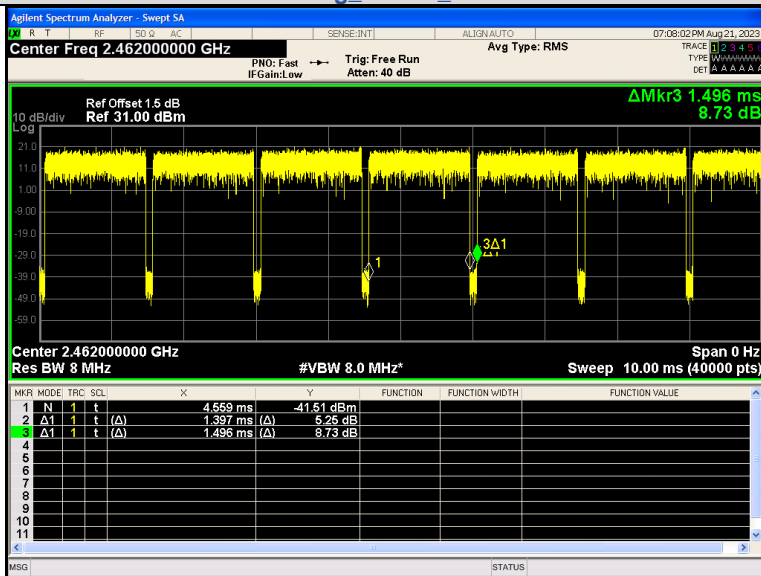 Agilent Spectrum Analyzer - Swept SA
LXI R T RF 50 Ω AC SENSE:INT ALIGN AUTO 07:08:02 PM Aug 21, 2023
Center Freq 2.462000000 GHz Avg Type: RMS TRACE 1 2 3 4 5 6
PNO: Fast Trig: Free Run TYPE
IFGain:Low Atten: 40 dB DET A A A A A
ΔMkr3 1.496 ms
8.73 dB
Ref Offset 1.5 dB
10 dB/div Ref 31.00 dBm
Log
21.0
11.0
1.00
-9.00
-19.0
-29.0
-39.0
-49.0
-59.0
1
3Δ1
Center 2.462000000 GHz Span 0 Hz
Res BW 8 MHz #VBW 8.0 MHz* Sweep 10.00 ms (40000 pts)
MKR MODE TRC SCL X Y FUNCTION FUNCTION WIDTH FUNCTION VALUE
1 N 1 t 4.559 ms -41.51 dBm
2 Δ1 1 t (Δ) 1.397 ms (Δ) 5.25 dB
3 Δ1 1 t (Δ) 1.496 ms (Δ) 8.73 dB
4
5
6
7
8
9
10
11
MSG STATUS